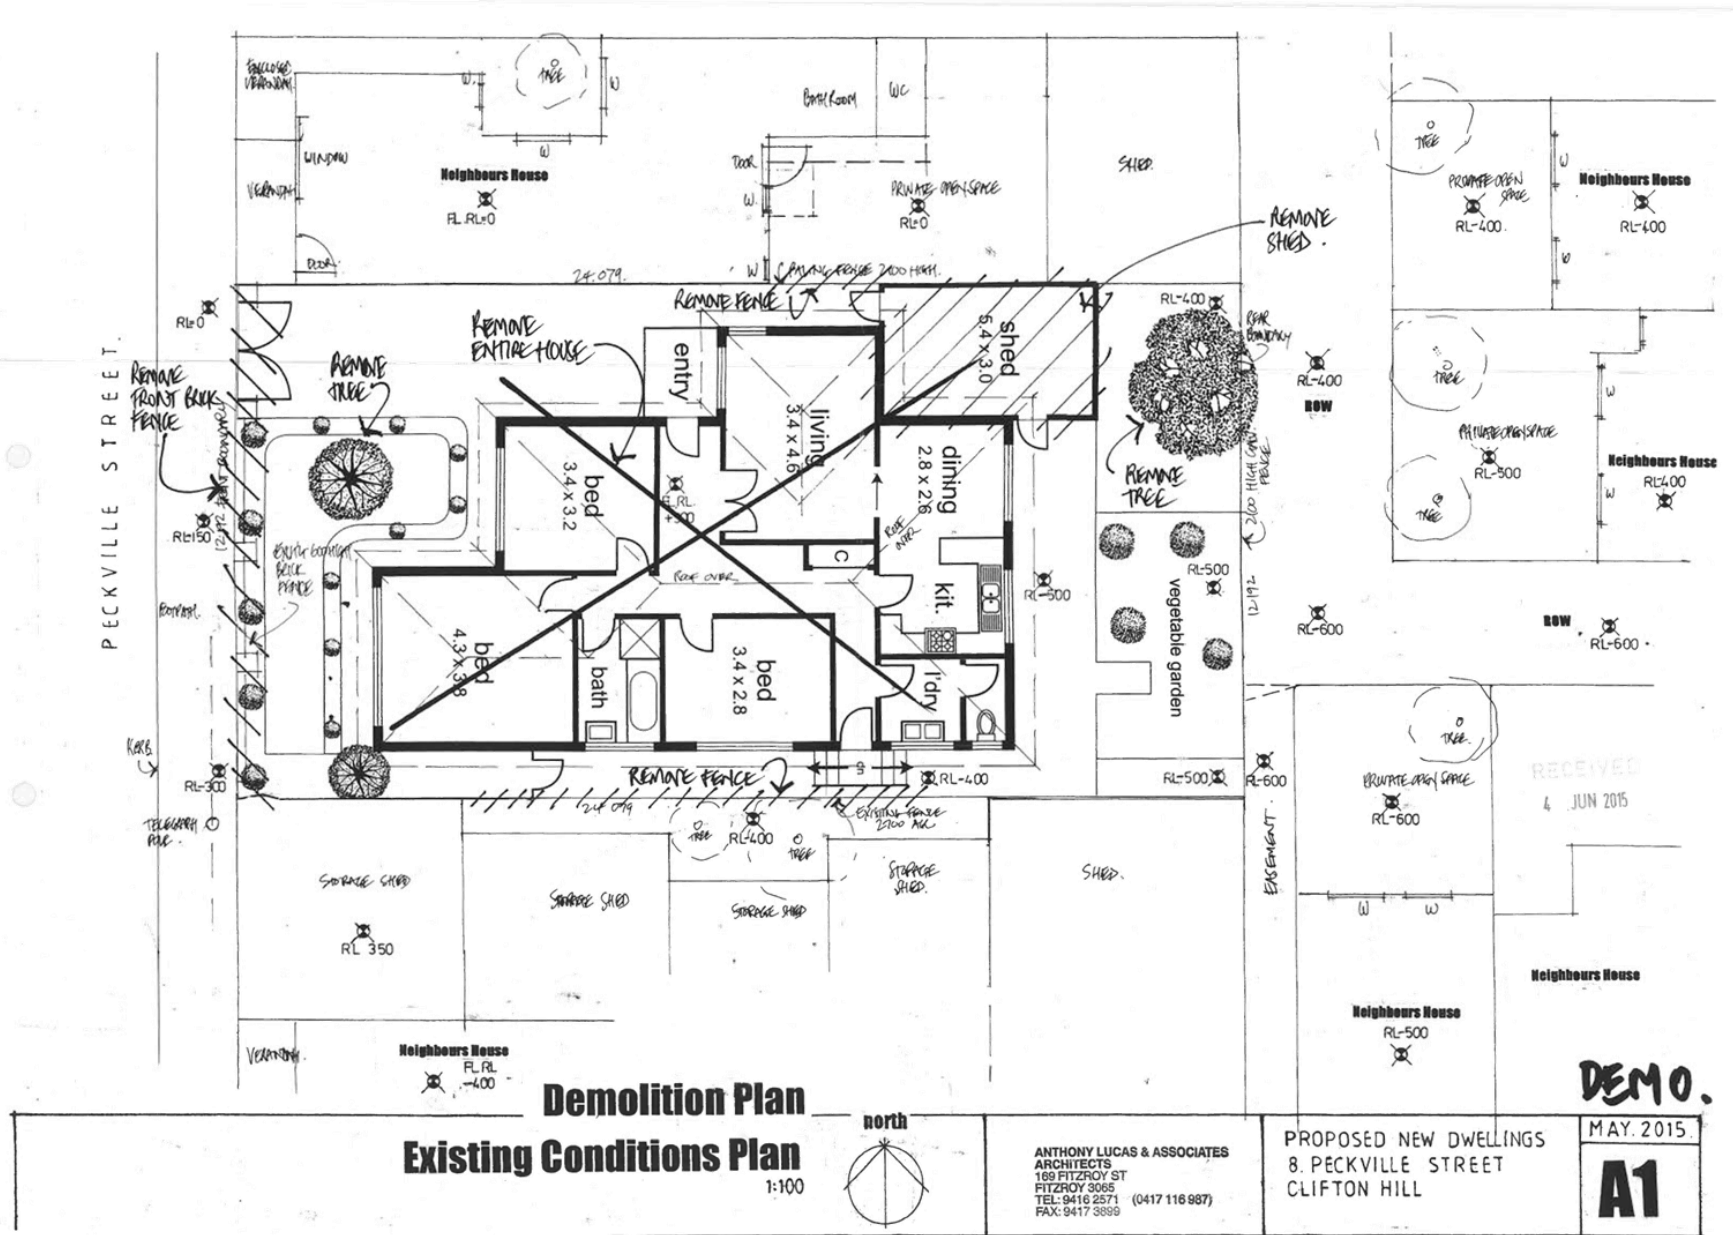 ENCLOSED
VERANDAH
W.
TREE
W
W
BATHROOM
WC
TREE
WINDOW
VERANDAH
Neighbours House
FL.RL=0
DOOR
W.
PRIVATE OPEN SPACE
RL=0
SHED.
PRIVATE OPEN
SPACE
RL-400.
W
Neighbours House
RL-400
W
DOOR
24.079.
W
PALING FENCE 2100 HIGH.
REMOVE
SHED.
RL=0
REMOVE FENCE
REMOVE
ENTIRE HOUSE
entry
shed
5.4 x 3.0
RL-400
REAR
BOUNDARY
RL-400
ROW
TREE
W
PECKVILLE STREET.
REMOVE
FRONT BRICK
FENCE
REMOVE
TREE
living
3.4 x 4.6
bed
3.4 x 3.2
dining
2.8 x 2.6
REMOVE
TREE
PRIVATE OPEN SPACE
RL-500
Neighbours House
RL-400
W
TREE
RL-150
ROOF
OVER
C
ROOF OVER
kit.
RL-500
RL-500
vegetable garden
12.192
BRICK
FENCE
FOOTPATH.
RL-600
ROW
RL-600.
bed
4.3 x 3.8
bath
bed
3.4 x 2.8
l'dry
KERB
RL-300
REMOVE FENCE
RL-400
RL-500
RL-600
TREE.
PRIVATE OPEN SPACE
RL-600
RECEIVED
4 JUN 2015
TELEGRAPH
POLE.
24.079
TREE
RL-400
TREE
EXISTING FENCE
EASEMENT.
STORAGE SHED
STORAGE SHED
STORAGE SHED
STORAGE
SHED.
SHED.
W
W
RL 350
Neighbours House
Neighbours House
RL-500
VERANDAH.
Neighbours House
FL.RL
-400
DEMO.
Demolition Plan
Existing Conditions Plan
1:100
north
ANTHONY LUCAS & ASSOCIATES
ARCHITECTS
169 FITZROY ST
FITZROY 3065
TEL: 9416 2571 (0417 116 987)
FAX: 9417 3899
PROPOSED NEW DWELLINGS
8. PECKVILLE STREET
CLIFTON HILL
MAY. 2015.
A1